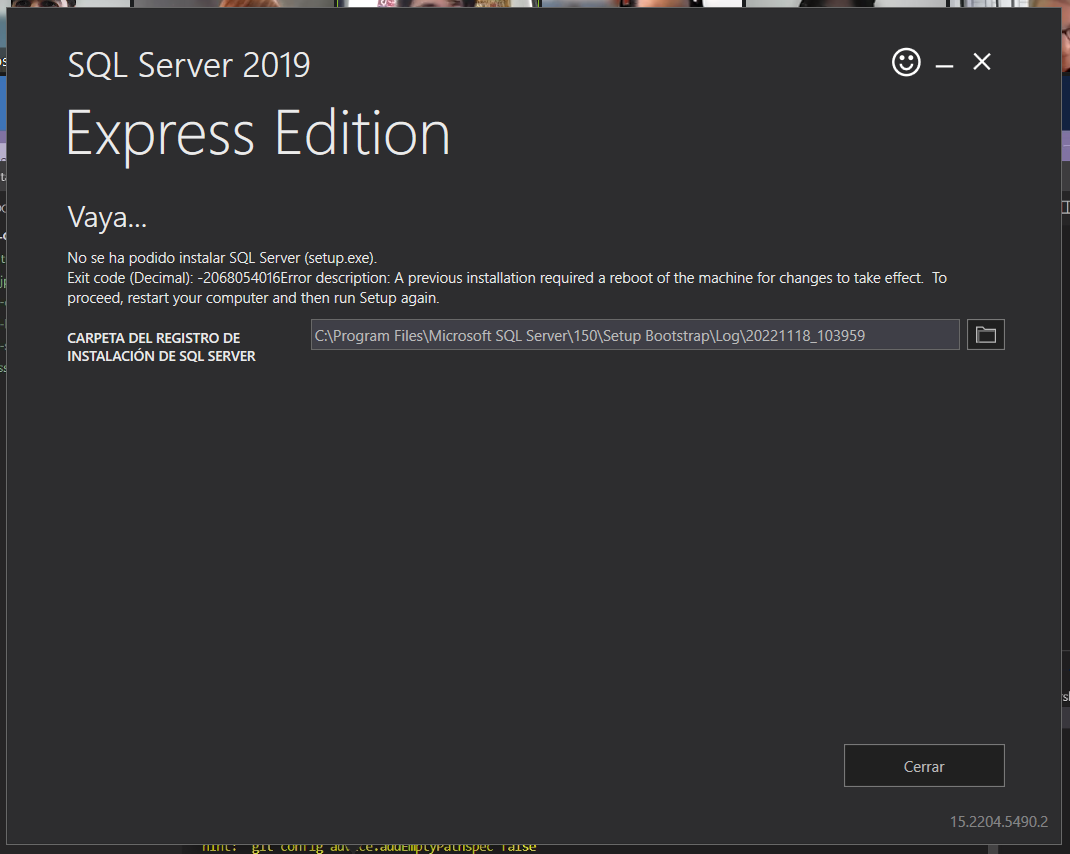 SQL Server 2019
Express Edition
Vaya...
No se ha podido instalar SQL Server (setup.exe).
Exit code (Decimal): -2068054016Error description: A previous installation required a reboot of the machine for changes to take effect.  To
proceed, restart your computer and then run Setup again.
CARPETA DEL REGISTRO DE
INSTALACIÓN DE SQL SERVER
C:\Program Files\Microsoft SQL Server\150\Setup Bootstrap\Log\20221118_103959
Cerrar
15.2204.5490.2
hint: "git config advice.addEmptyPathspec false"